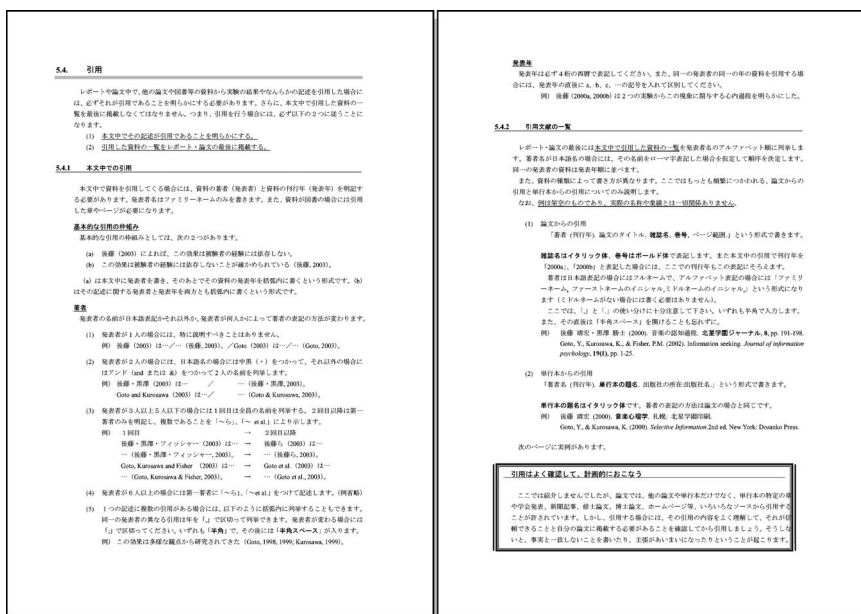 5.4. 引用
レポートや論文中で、他の論文や図書等の資料から実験の結果やなんらかの記述を引用した場合に
は、必ずそれが引用であることを明らかにする必要があります。さらに、本文中で引用した資料の一
覧を最後に掲載しなくてはなりません。つまり、引用を行う場合には、必ず以下の2つに従うことに
なります。
(1) 本文中でその記述が引用であることを明らかにする。
(2) 引用した資料の一覧をレポート・論文の最後に掲載する。
5.4.1 本文中での引用
本文中で資料を引用してくる場合には、資料の著者（発表者）と資料の刊行年（発表年）を明記す
る必要があります。発表者名はファミリーネームのみを書きます。また、資料が図書の場合には引用
した章やページが必要になります。
基本的な引用の枠組み
基本的な引用の枠組みとしては、次の2つがあります。
(a) 後藤（2003）によれば、この効果は被験者の経験には依存しない。
(b) この効果は被験者の経験には依存しないことが確かめられている（後藤, 2003）。
(a) は本文中に発表者を書き、そのあとでその資料の発表年を括弧内に書くという形式です。(b)
はその記述に関する発表者と発表年を両方とも括弧内に書くという形式です。
著者
発表者の名前が日本語表記かそれ以外か、発表者が何人かによって著者の表記の方法が変わります。
(1) 発表者が1人の場合には、特に説明すべきことはありません。
例） 後藤（2003）は…／…（後藤, 2003）。／Goto（2003）は…／…（Goto, 2003）。
(2) 発表者が2人の場合には、日本語名の場合には中黒（・）をつかって、それ以外の場合に
はアンド（and または &）をつかって2人の名前を列挙します。
例） 後藤・黒澤（2003）は… ／ …（後藤・黒澤, 2003）。
Goto and Kurosawa（2003）は…／ …（Goto & Kurosawa, 2003）。
(3) 発表者が3人以上5人以下の場合には1回目は全員の名前を列挙する。2回目以降は第一
著者のみを明記し、複数であることを「～ら」、「～ et al.」により示します。
例） 1回目 → 2回目以降
後藤・黒澤・フィッシャー（2003）は… → 後藤ら（2003）は…
…（後藤・黒澤・フィッシャー, 2003）。 → …（後藤ら, 2003）。
Goto, Kurosawa and Fisher （2003）は… → Goto et al.（2003）は…
…（Goto, Kurosawa & Fisher, 2003）。 → …（Goto et al., 2003）。
(4) 発表者が6人以上の場合には第一著者に「～ら」、「～et al.」をつけて記述します。（例省略）
(5) 1つの記述に複数の引用がある場合には、以下のように括弧内に列挙することもできます。
同一の発表者の異なる引用は年を「,」で区切って列挙できます。発表者が変わる場合には
「;」で区切ってください。いずれも「半角」で、その後には「半角スペース」が入ります。
例） この効果は多様な観点から研究されてきた（Goto, 1998, 1999; Kurosawa, 1999）。
発表年
発表年は必ず4桁の西暦で表記してください。また、同一の発表者の同一の年の資料を引用する場
合には、発表年の直後に a、b、c、…の記号を入れて区別してください。
例） 後藤（2000a, 2000b）は2つの実験からこの現象に関与する心内過程を明らかにした。
5.4.2 引用文献の一覧
レポート・論文の最後には本文中で引用した資料の一覧を発表者名のアルファベット順に列挙しま
す。著者名が日本語名の場合には、その名前をローマ字表記した場合を仮定して順序を決定します。
同一の発表者の資料は発表年順に並べます。
また、資料の種類によって書き方が異なります。ここではもっとも頻繁につかわれる、論文からの
引用と単行本からの引用についてのみ説明します。
なお、例は架空のものであり、実際の名称や業績とは一切関係ありません。
(1) 論文からの引用
「著者 (刊行年). 論文のタイトル. 雑誌名, 巻号, ページ範囲.」という形式で書きます。
雑誌名はイタリック体、巻号はボールド体で表記します。また本文中の引用で刊行年を
「2000a」、「2000b」と表記した場合には、ここでの刊行年もこの表記にそろえます。
著者は日本語表記の場合にはフルネームで、アルファベット表記の場合には「ファミリ
ーネーム, ファーストネームのイニシャル.ミドルネームのイニシャル.」という形式になり
ます（ミドルネームがない場合には書く必要はありません）。
ここでは、「,」と「.」の使い分けに十分注意して下さい。いずれも半角で入力します。
また、その直後は「半角スペース」を開けることも忘れずに。
例） 後藤 靖宏・黒澤 勝士 (2000). 音楽の認知過程. 北星学園ジャーナル, 8, pp. 191-198.
Goto, Y., Kurosawa, K., & Fisher, P.M. (2002). Information seeking. Journal of information
psychology, 19(1), pp. 1-25.
(2) 単行本からの引用
「著者名 (刊行年). 単行本の題名. 出版社の所在:出版社名.」という形式で書きます。
単行本の題名はイタリック体です。著者の表記の方法は論文の場合と同じです。
例） 後藤 靖宏 (2000). 音楽心理学. 札幌: 北星学園印刷.
Goto, Y., & Kurosawa, K. (2000). Selective Information.2nd ed. New York: Dosanko Press.
次のページに実例があります。
引用はよく確認して、計画的におこなう
ここでは紹介しませんでしたが、論文では、他の論文や単行本だけでなく、単行本の特定の章
や学会発表、新聞記事、修士論文、博士論文、ホームページ等、いろいろなソースから引用する
ことが許されています。しかし、引用する場合には、その引用の内容をよく理解して、それが信
頼できることと自分の論文に掲載する必要があることを確認してから引用しましょう。そうしな
いと、事実と一致しないことを書いたり、主張があいまいになったりということが起こります。